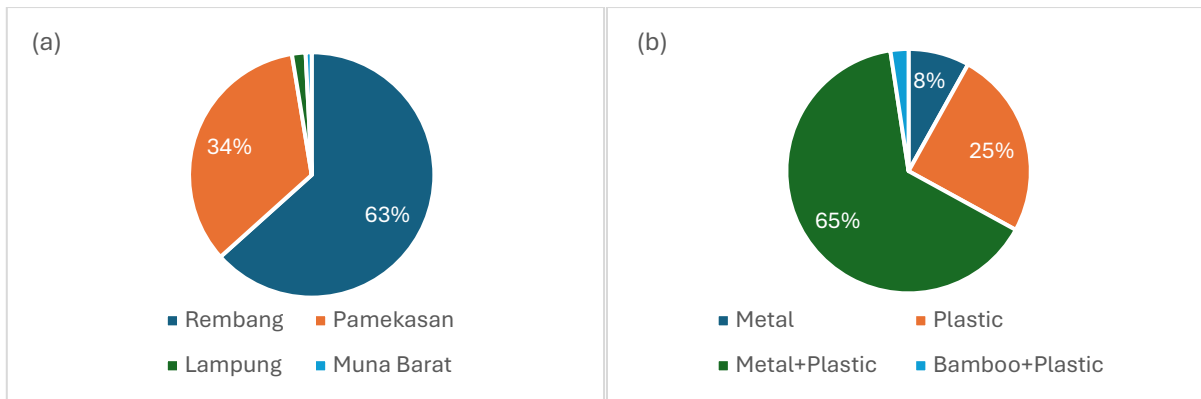 (a)
34%
63%
Rembang
Pamekasan
Lampung
Muna Barat
(b)
8%
25%
65%
Metal
Plastic
Metal+Plastic
Bamboo+Plastic